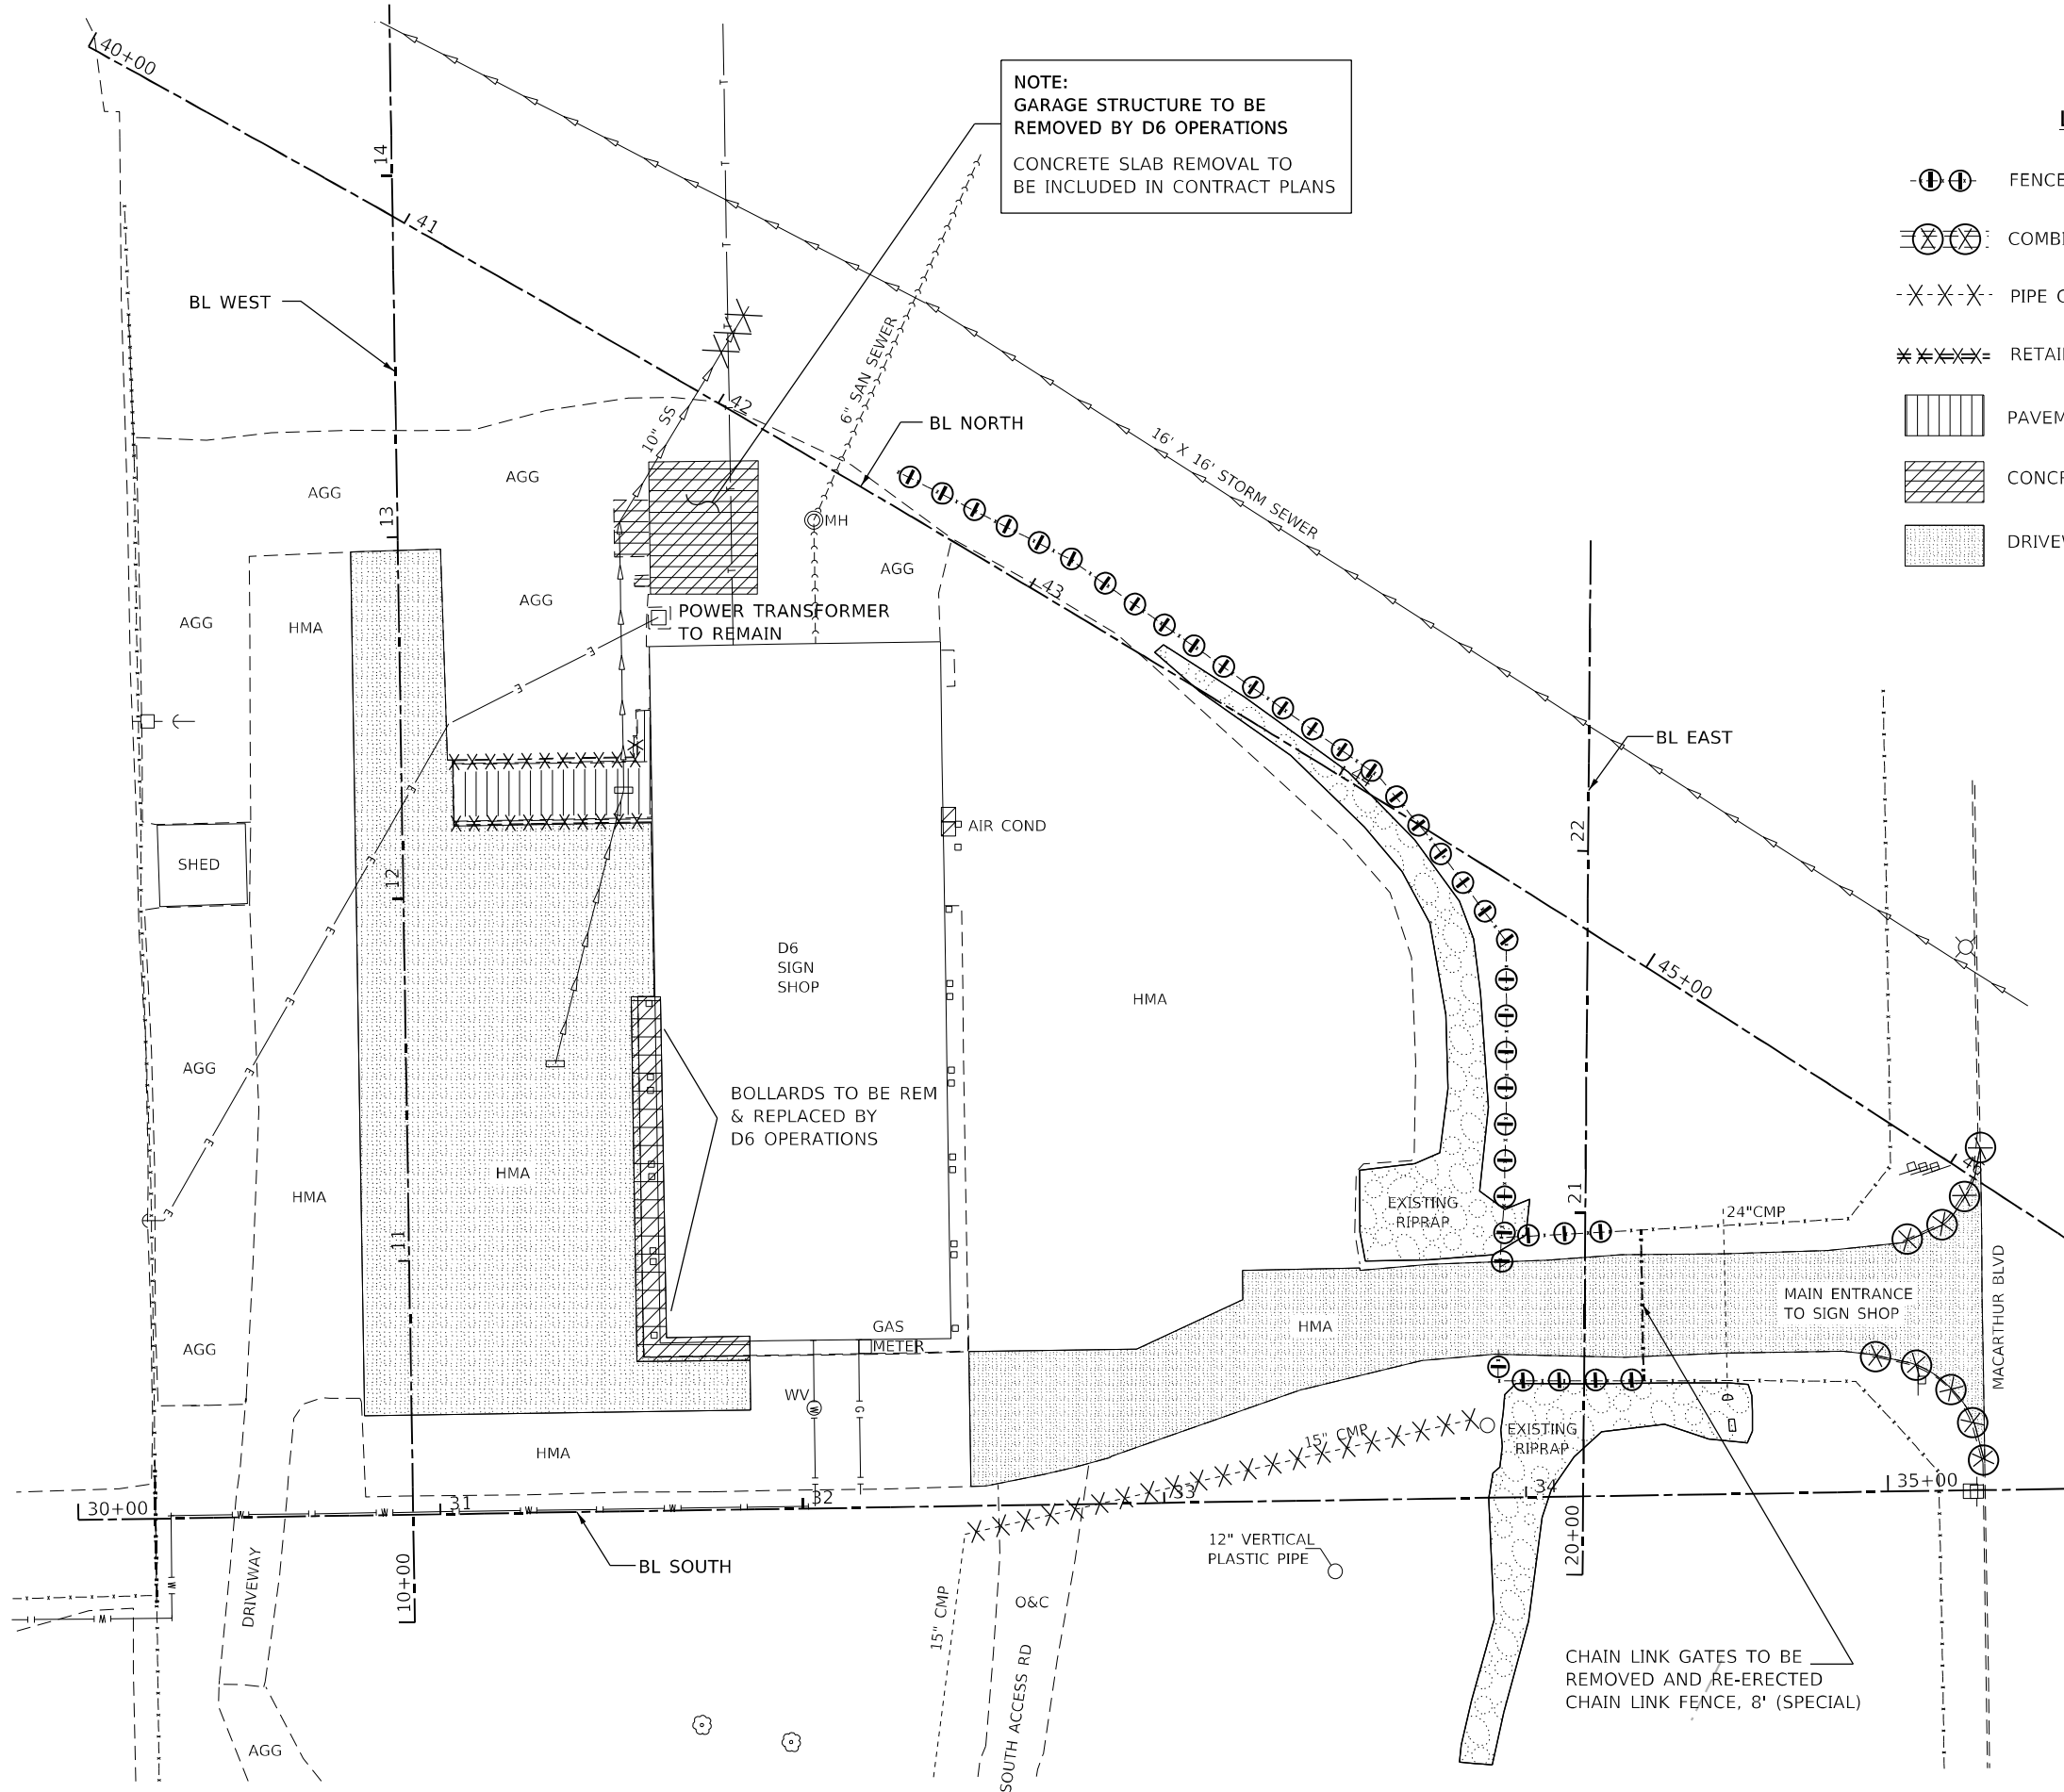 40+00
14
NOTE:
GARAGE STRUCTURE TO BE
REMOVED BY D6 OPERATIONS
CONCRETE SLAB REMOVAL TO
BE INCLUDED IN CONTRACT PLANS
FENCE
COMBI
PIPE
RETAI
PAVEM
CONCR
DRIVEW
41
BL WEST
42
10" SS
6" SAN SEWER
BL NORTH
16' X 16' STORM SEWER
AGG
AGG
13
MH
AGG
AGG
43
POWER TRANSFORMER
TO REMAIN
AGG
HMA
BL EAST
22
AIR COND
SHED
12
D6
SIGN
SHOP
HMA
45+00
AGG
BOLLARDS TO BE REM
& REPLACED BY
D6 OPERATIONS
HMA
HMA
11
21
EXISTING
RIPRAP
24"CMP
MAIN ENTRANCE
TO SIGN SHOP
MACARTHUR BLVD
AGG
GAS
METER
HMA
WV
HMA
15" CMP
EXISTING
RIPRAP
30+00
31
32
33
34
35+00
10+00
20+00
BL SOUTH
12" VERTICAL
PLASTIC PIPE
DRIVEWAY
15" CMP
O&C
SOUTH ACCESS RD
CHAIN LINK GATES TO BE
REMOVED AND RE-ERECTED
CHAIN LINK FENCE, 8' (SPECIAL)
AGG